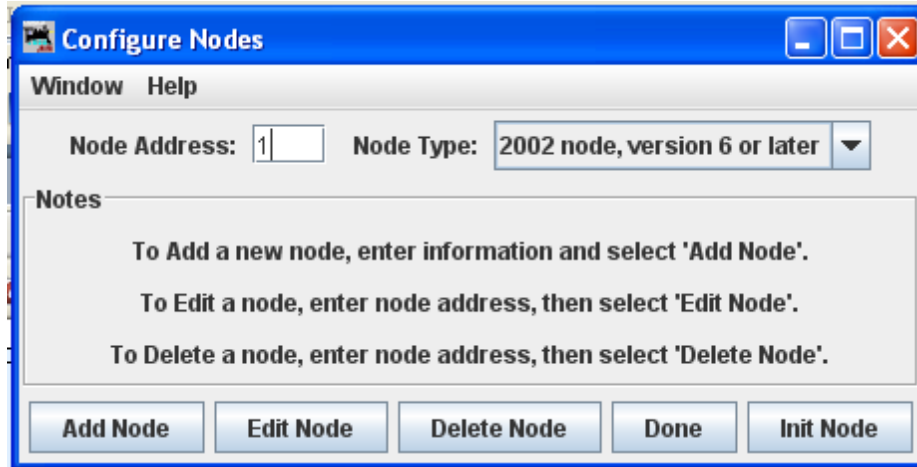 Configure Nodes
Window Help
Node Address: 1 Node Type: 2002 node, version 6 or later
Notes
To Add a new node, enter information and select 'Add Node'.
To Edit a node, enter node address, then select 'Edit Node'.
To Delete a node, enter node address, then select 'Delete Node'.
Add Node Edit Node Delete Node Done Init Node